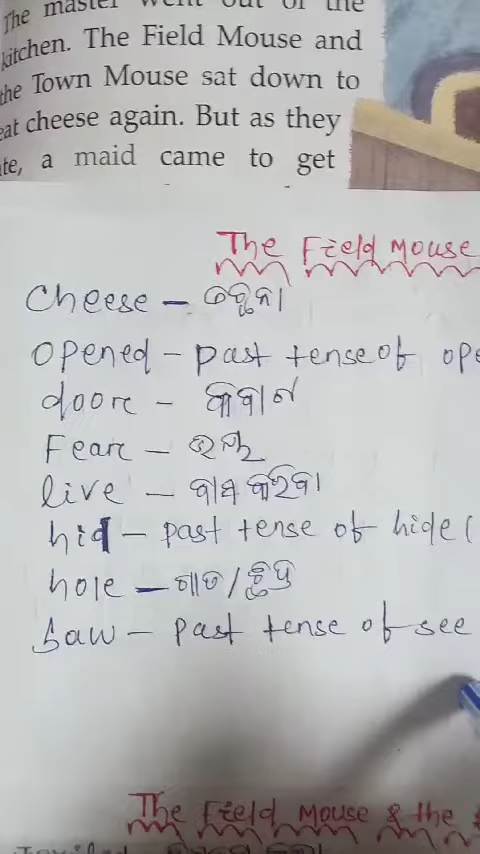 The master went out of the
kitchen. The Field Mouse and
the Town Mouse sat down to
eat cheese again. But as they
ate, a maid came to get
The Field Mouse
Cheese –
Opened – past tense of ope
door – କବାଟ
Fear – ଭୟ
live – ବାସ କରିବା
hid – past tense of hide (
hole – ଗାତ /
Saw – past tense of see
The Field Mouse & the